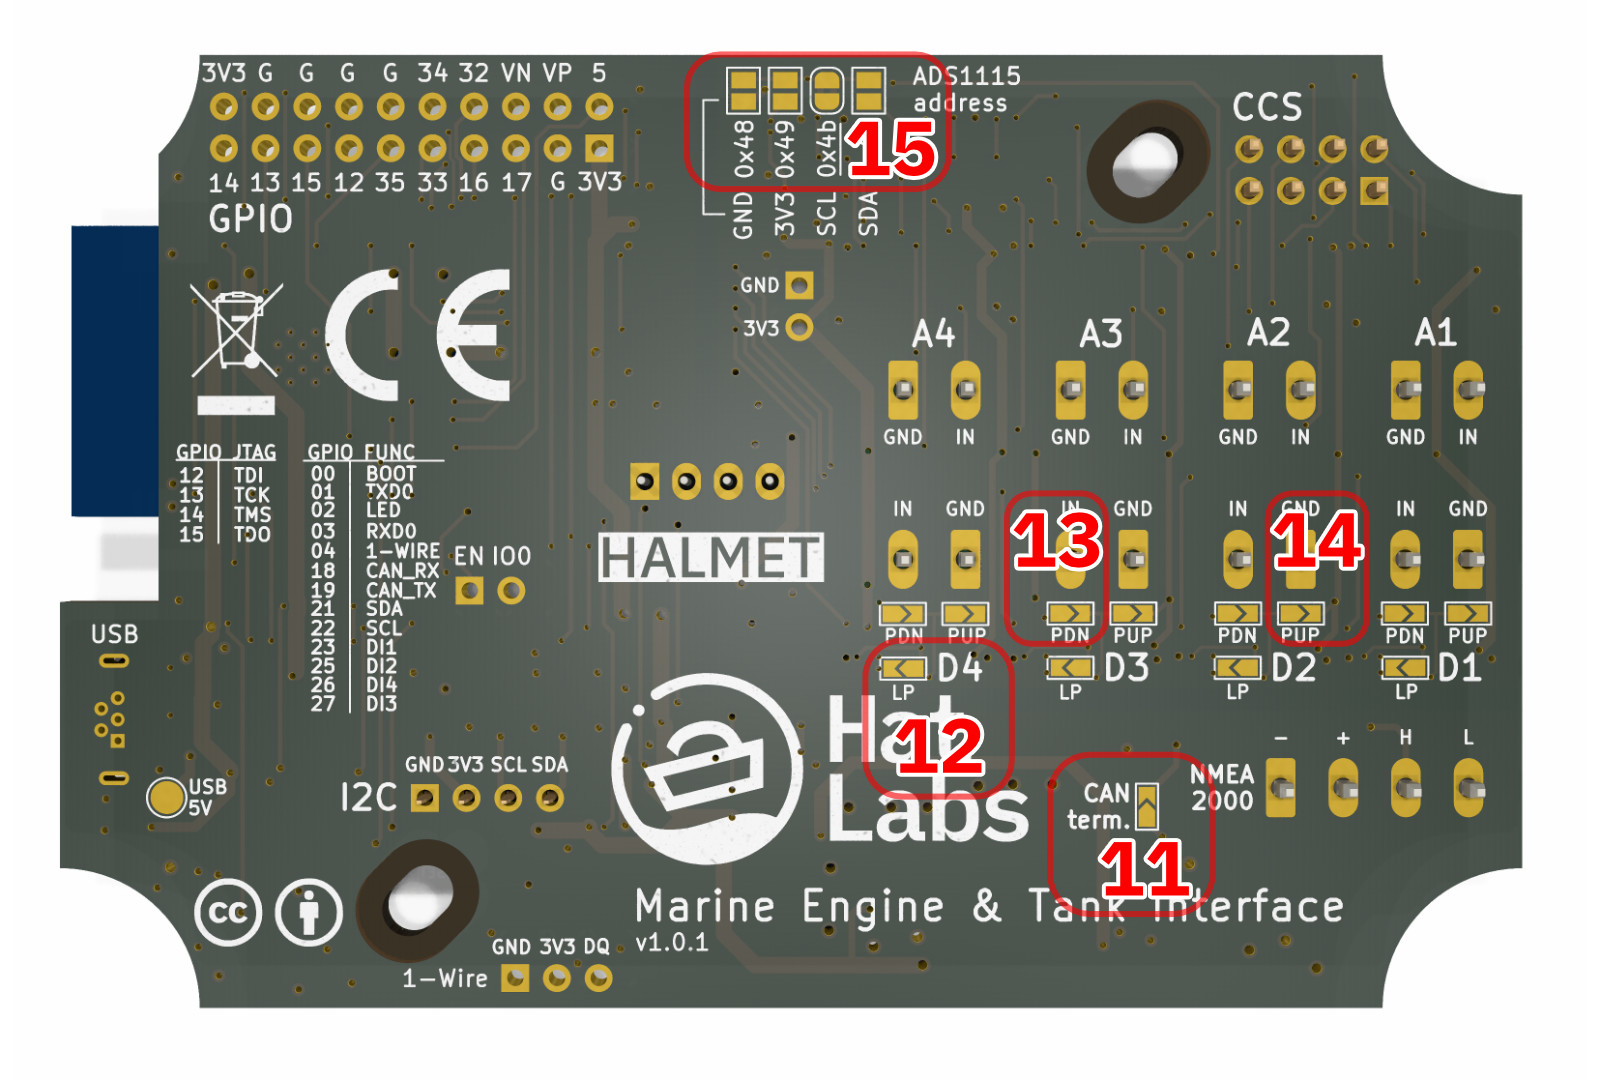 3V3 G G G G 34 32 VN VP 5
14 13 15 12 35 33 16 17 G 3V3
GPIO
ADS1115
address
0x48 0x49 0x4b
15
GND 3V3 SCL SDA
CCS
GND
3V3
A4 A3 A2 A1
GND IN GND IN GND IN GND IN
CE
GPIO JTAG
12 TDI
13 TCK
14 TMS
15 TDO
GPIO FUNC
00 BOOT
01 TXD0
02 LED
03 RXD0
04 1-WIRE
18 CAN_RX
19 CAN_TX
21 SDA
22 SCL
23 DI1
25 DI2
26 DI4
27 DI3
EN IO0
HALMET
IN GND IN GND IN GND IN GND
13
14
PDN PUP PDN PUP PDN PUP PDN PUP
D4 D3 D2 D1
LP LP LP LP
USB
USB
5V
GND 3V3 SCL SDA
I2C
Hat
Labs
12
CAN
term.
11
NMEA
2000
- + H L
cc
Marine Engine & Tank Interface
v1.0.1
GND 3V3 DQ
1-Wire